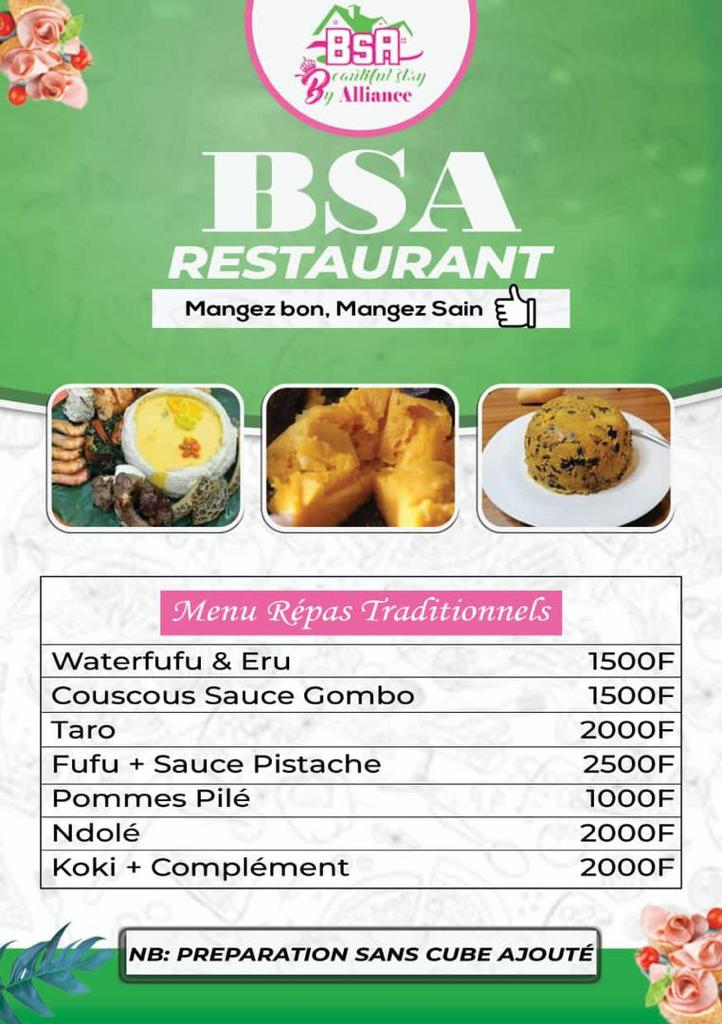 BSA
Beautiful stay
By Alliance
BSA
RESTAURANT
Mangez bon, Mangez Sain
Menu Répas Traditionnels
Waterfufu & Eru 1500F
Couscous Sauce Gombo 1500F
Taro 2000F
Fufu + Sauce Pistache 2500F
Pommes Pilé 1000F
Ndolé 2000F
Koki + Complément 2000F
NB: PREPARATION SANS CUBE AJOUTÉ